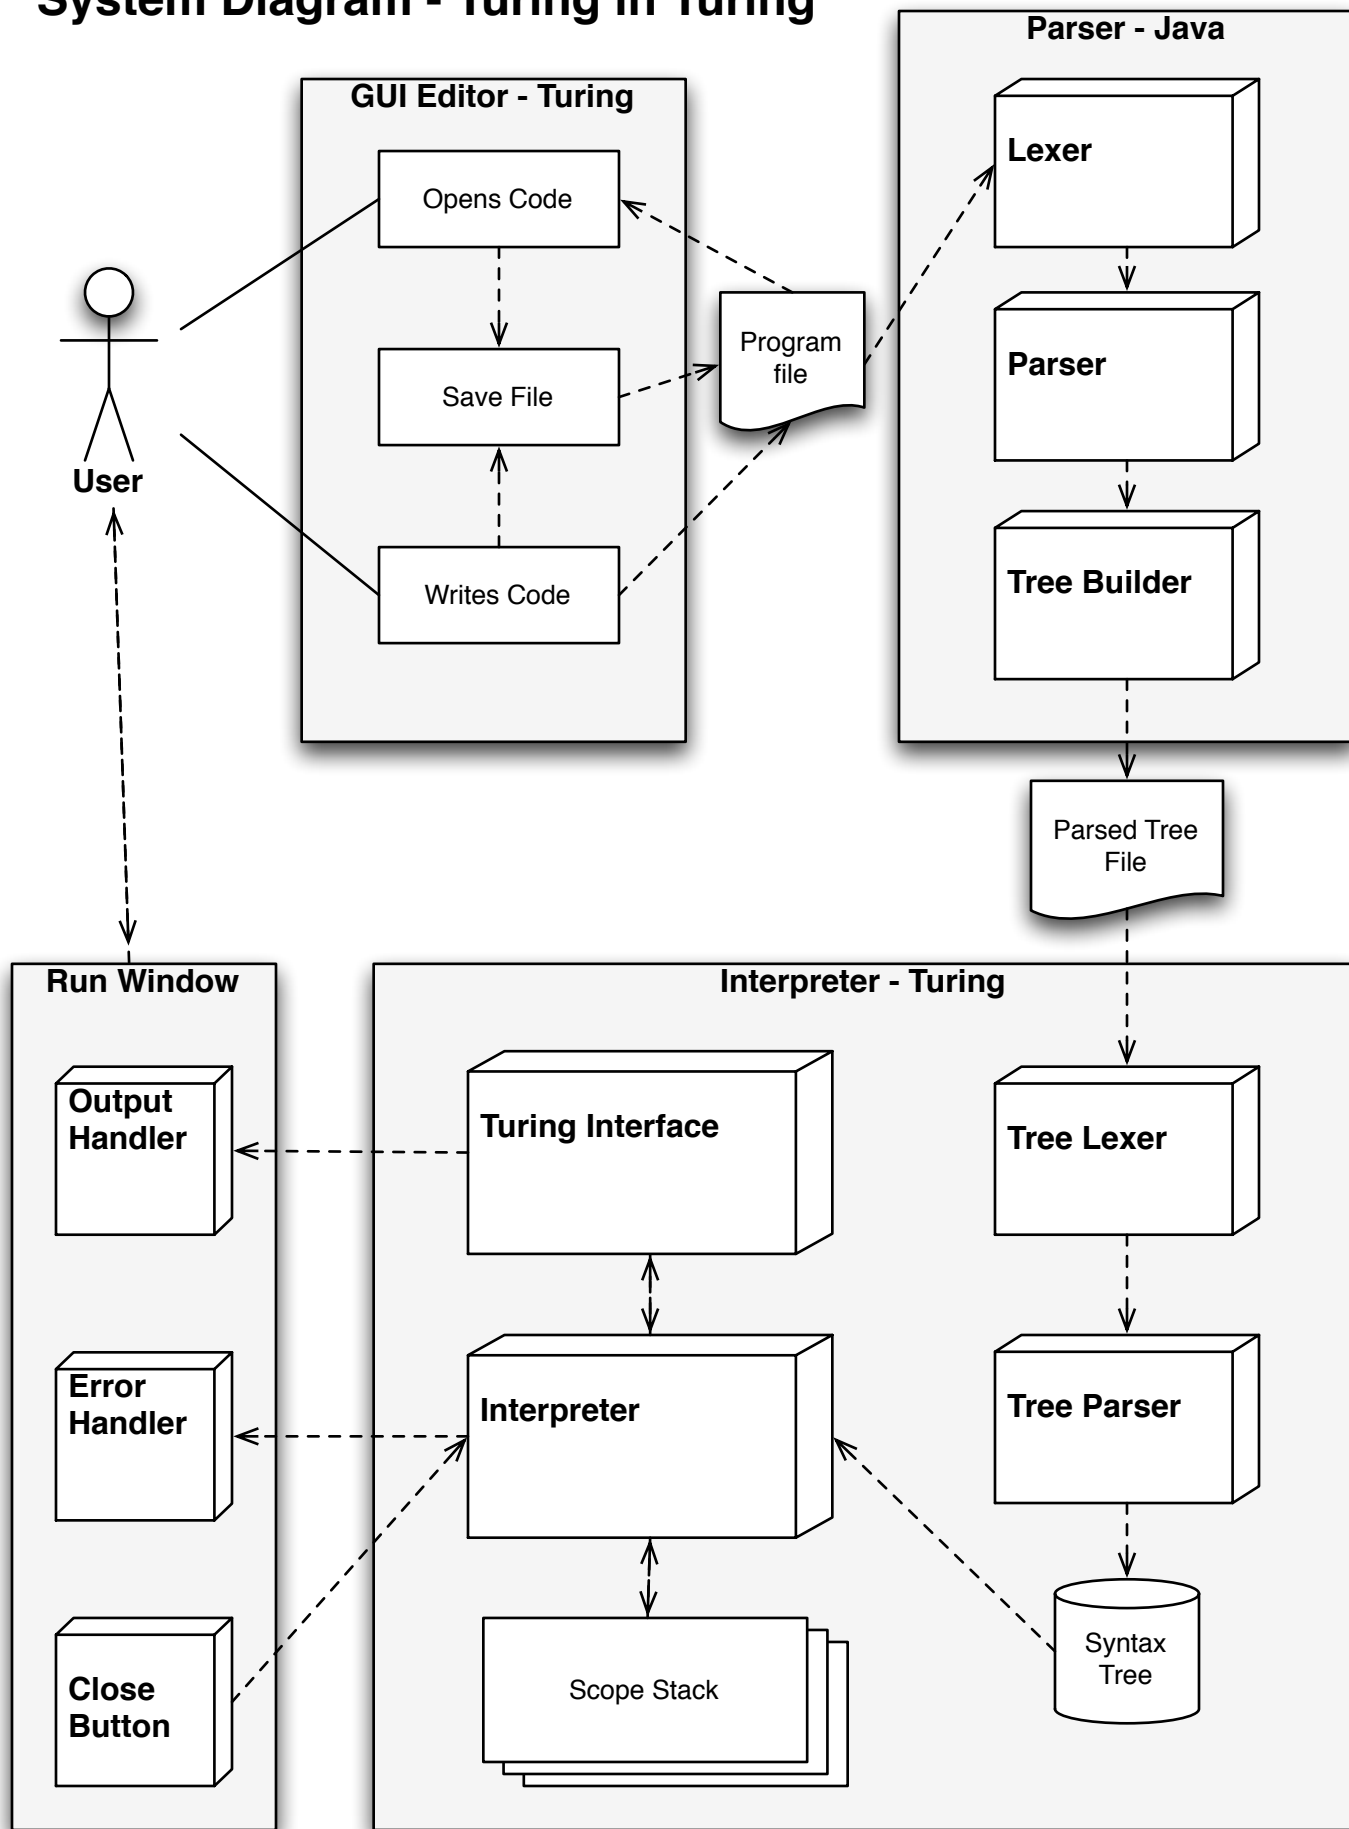 System Diagram - Turing in Turing
GUI Editor - Turing
Opens Code
Save File
Writes Code
User
Program
file
Parser - Java
Lexer
Parser
Tree Builder
Parsed Tree
File
Run Window
Output
Handler
Error
Handler
Close
Button
Interpreter - Turing
Turing Interface
Interpreter
Scope Stack
Tree Lexer
Tree Parser
Syntax
Tree